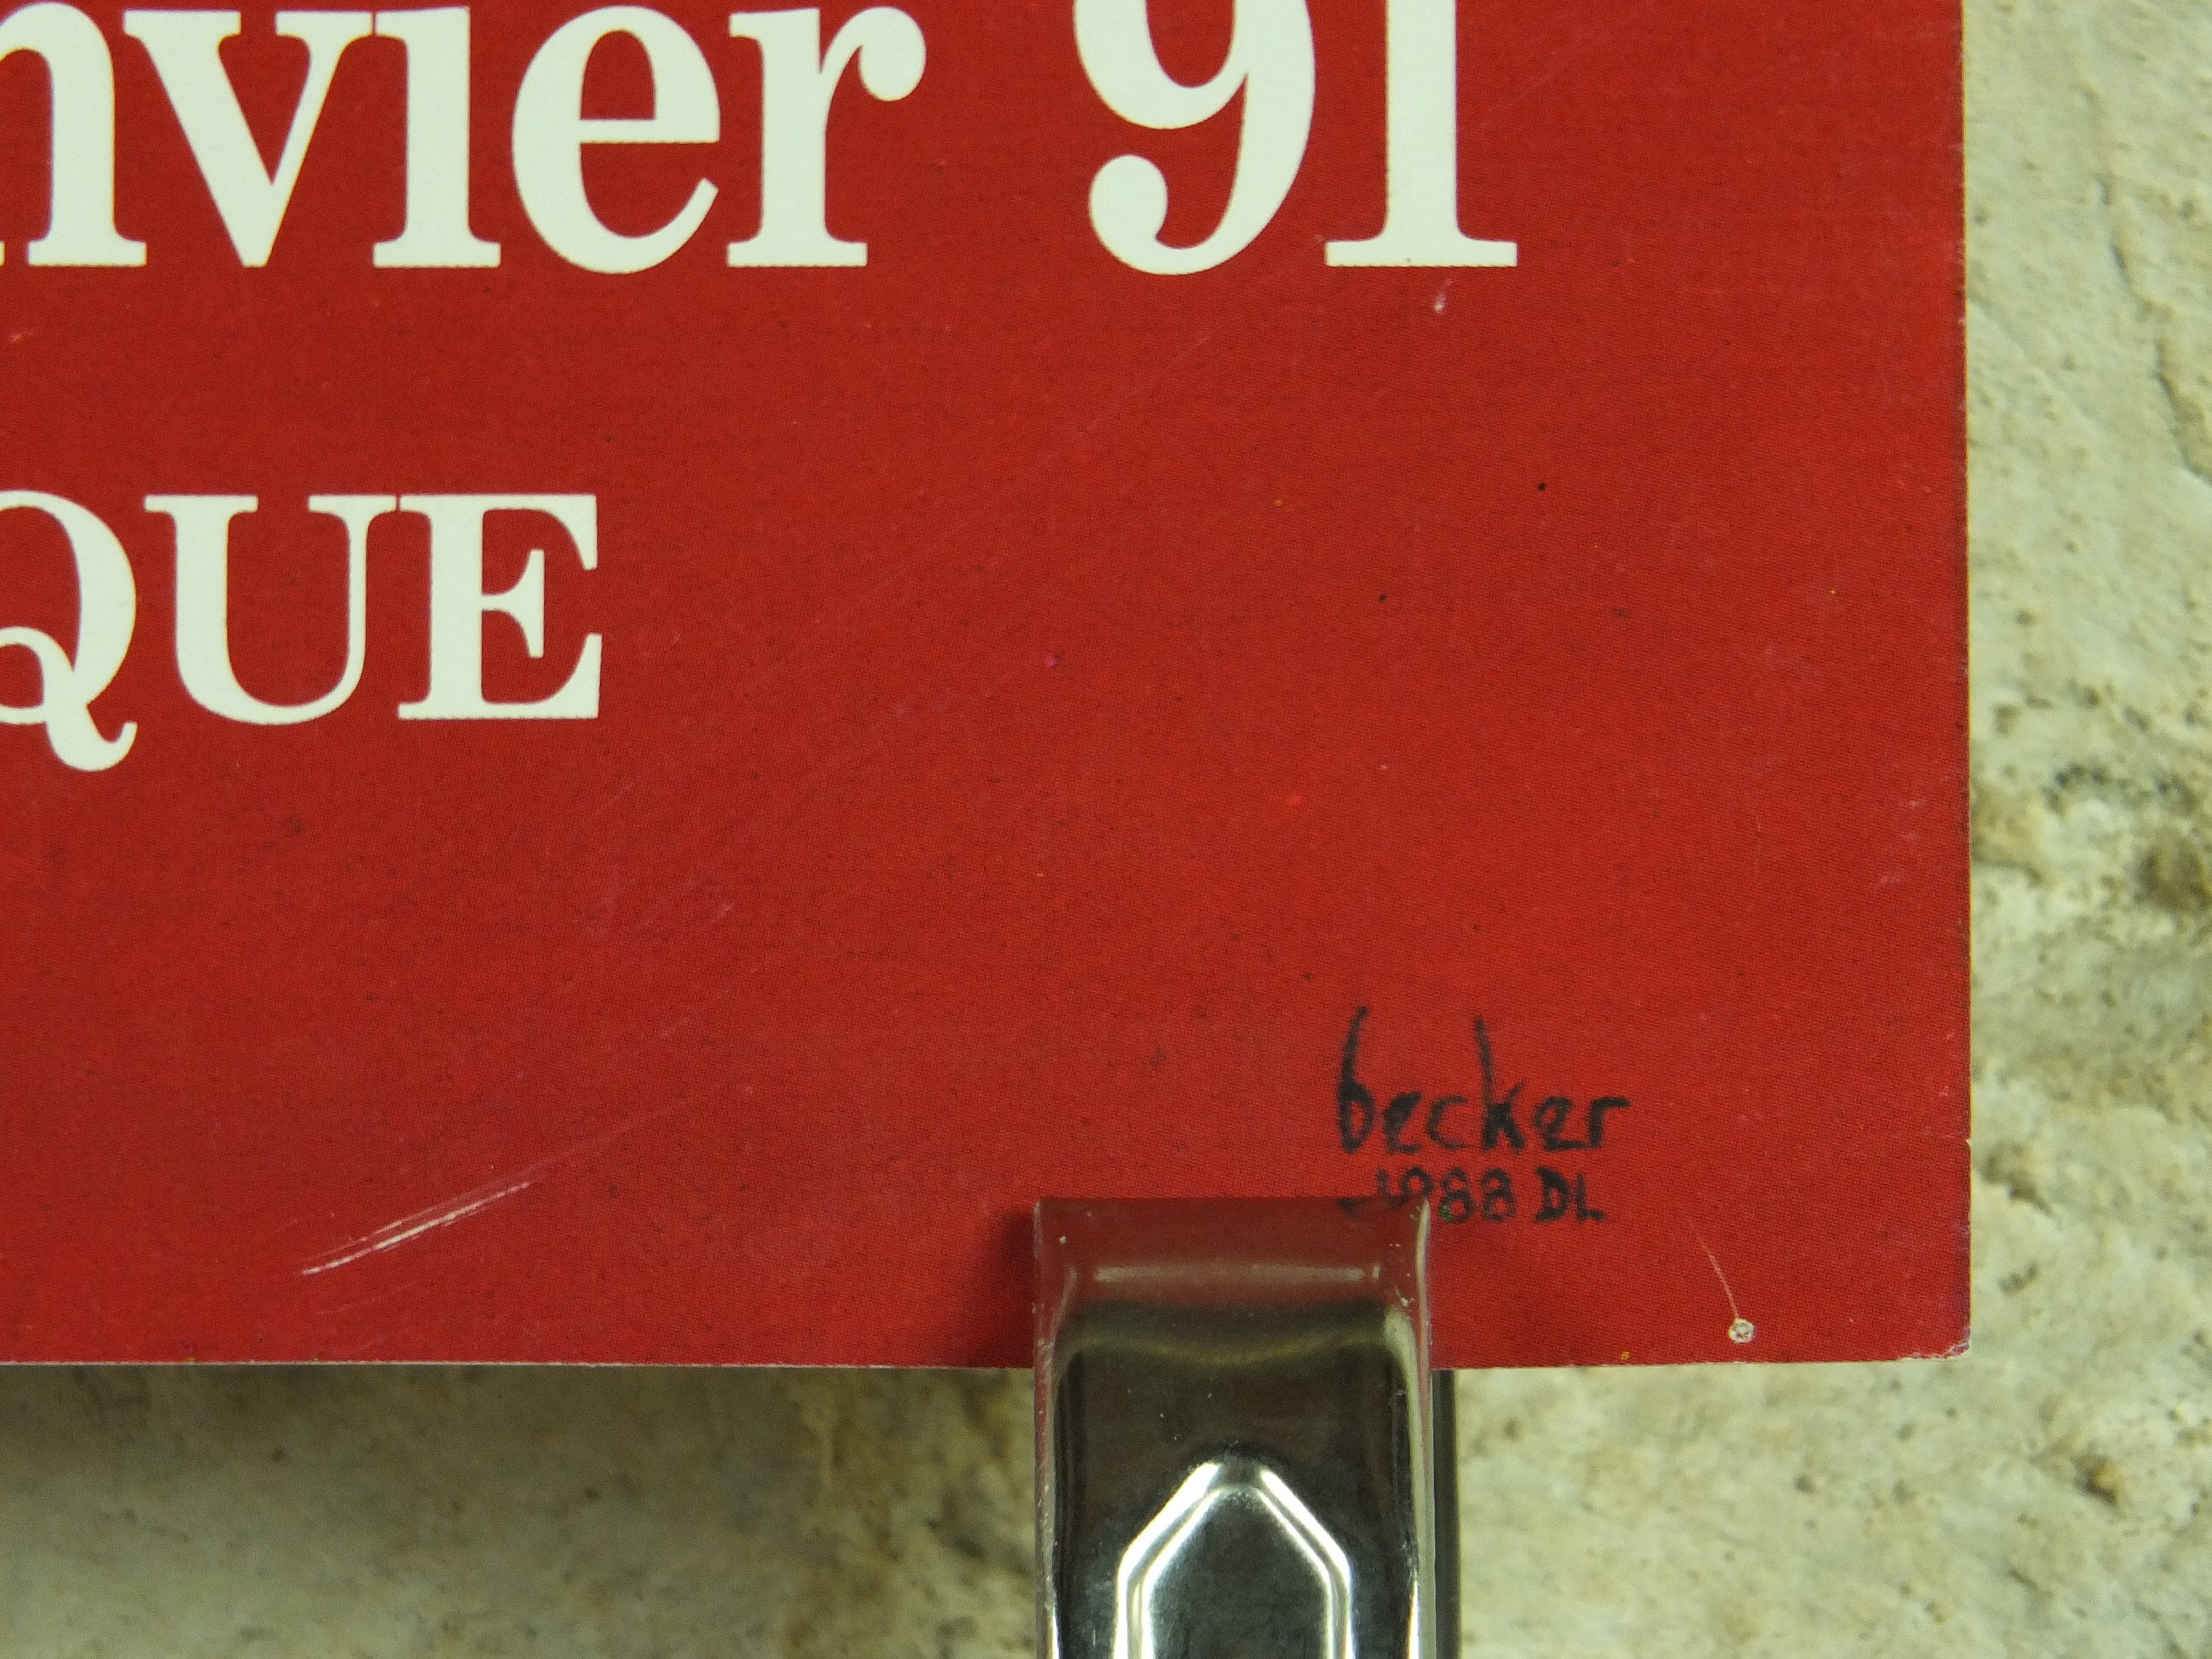 nvier 91
QUE
becker
1988 DL